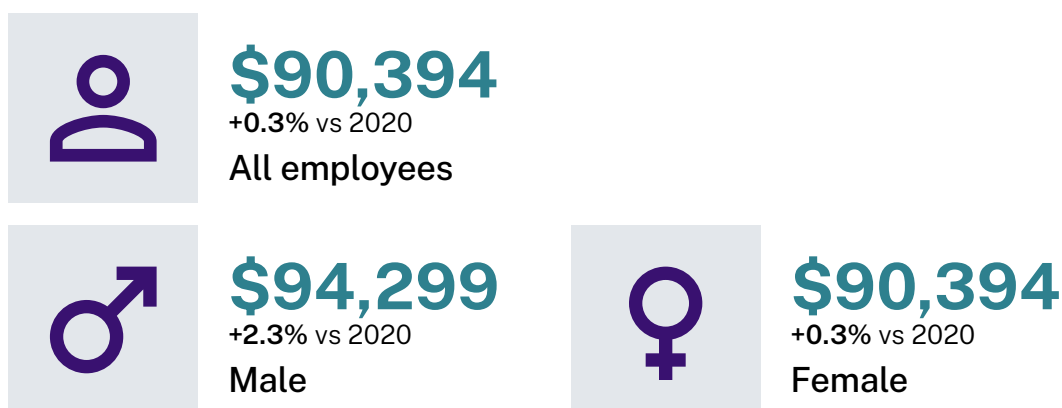 $90,394
+0.3% vs 2020
All employees
$94,299
+2.3% vs 2020
Male
$90,394
+0.3% vs 2020
Female